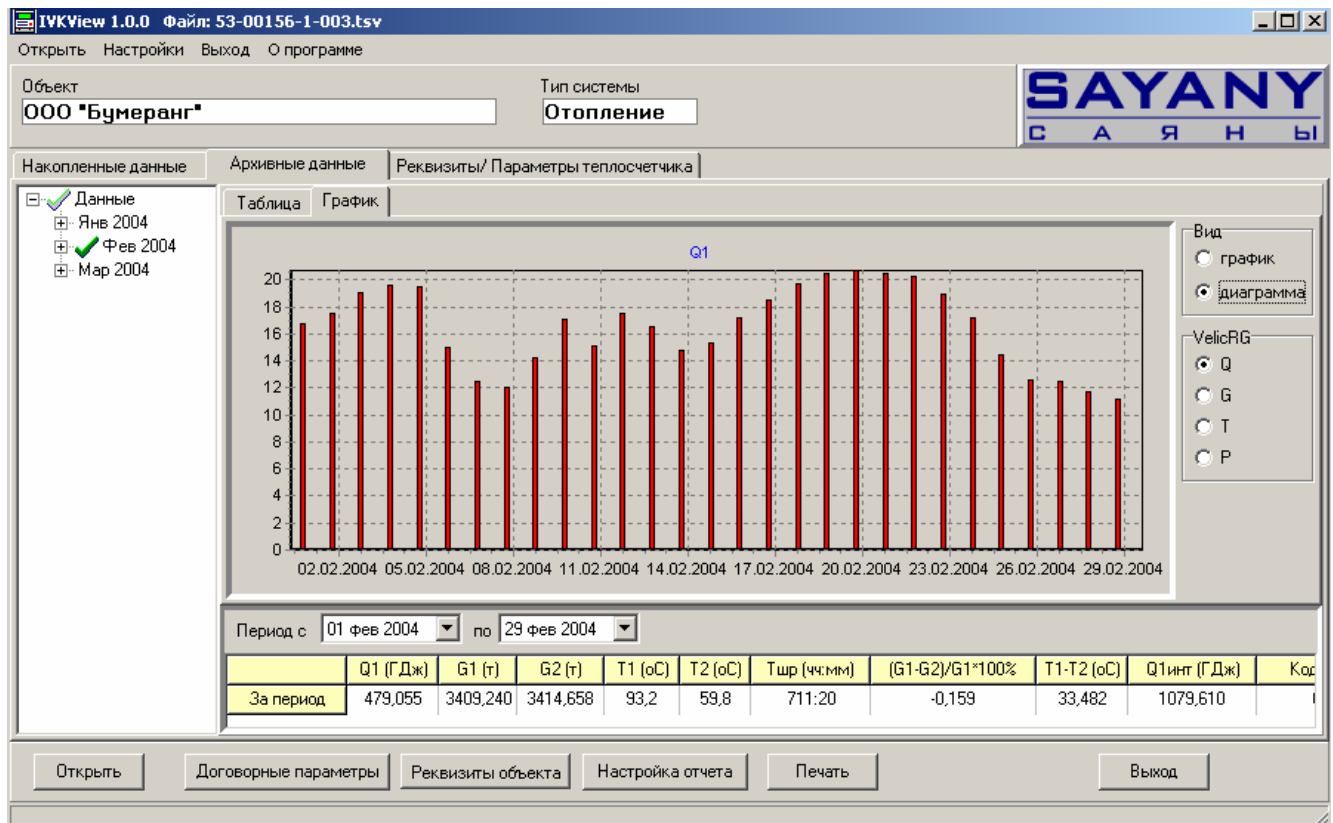 IVKView 1.0.0 Файл: 53-00156-1-003.tsv
Открыть Настройки Выход О программе
Объект Тип системы
ООО "Бумеранг" Отопление
SAYANY
САЯНЫ
Накопленные данные Архивные данные Реквизиты/ Параметры теплосчетчика
Данные
Янв 2004
Фев 2004
Мар 2004
Таблица График
Q1
20
18
16
14
12
10
8
6
4
2
0
02.02.2004 05.02.2004 08.02.2004 11.02.2004 14.02.2004 17.02.2004 20.02.2004 23.02.2004 26.02.2004 29.02.2004
Вид
график
диаграмма
VelicRG
Q
G
T
P
Период с 01 фев 2004 по 29 фев 2004
Q1 (ГДж) G1 (т) G2 (т) T1 (oC) T2 (oC) Тшр (чч:мм) (G1-G2)/G1*100% T1-T2 (oC) Q1инт (ГДж)
За период 479,055 3409,240 3414,658 93,2 59,8 711:20 -0,159 33,482 1079,610
Открыть Договорные параметры Реквизиты объекта Настройка отчета Печать Выход